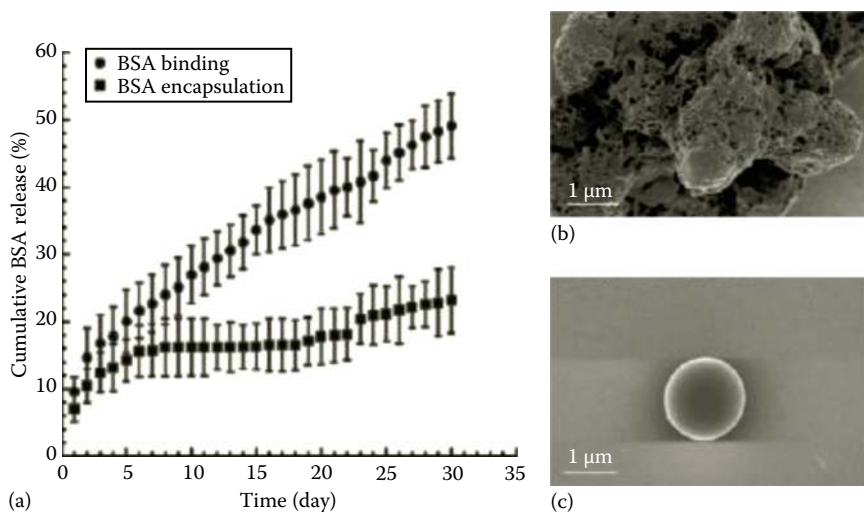 60
50
40
30
20
10
0
Cumulative BSA release (%)
BSA binding
BSA encapsulation
0 5 10 15 20 25 30 35
Time (day)
(a)
1 μm
(b)
1 μm
(c)